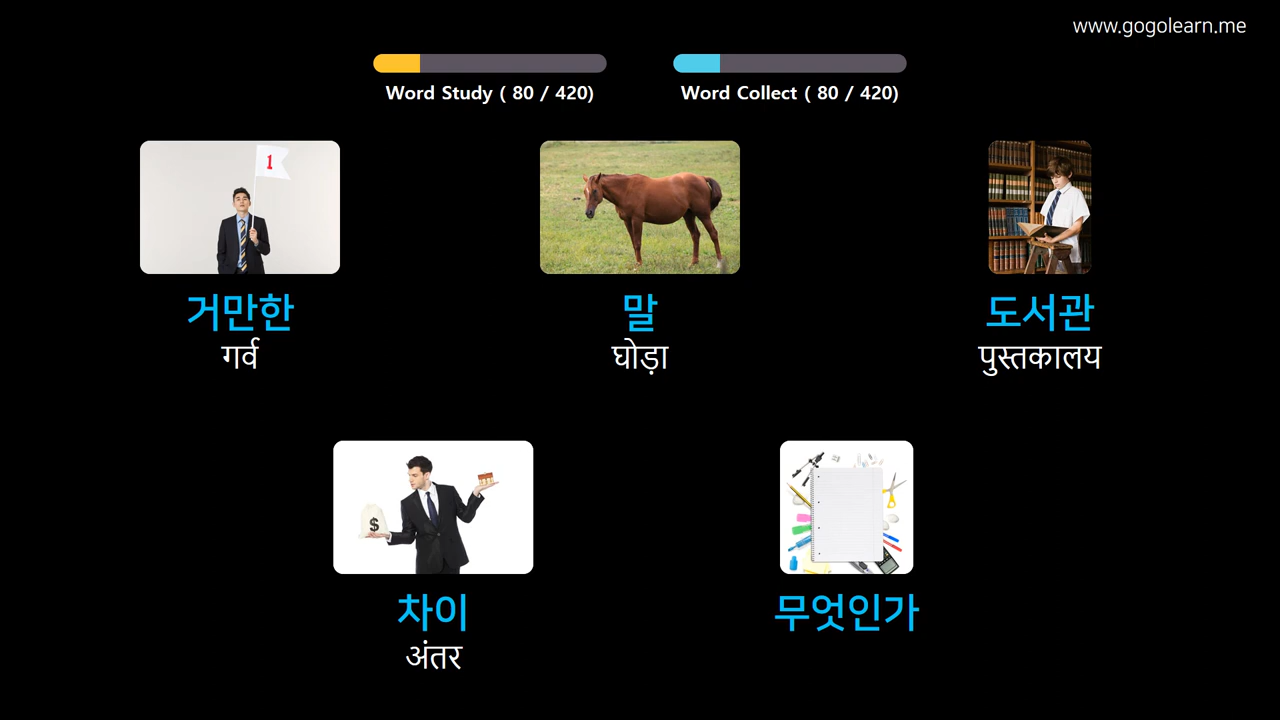 www.gogolearn.me
Word Study ( 80 / 420)
Word Collect ( 80 / 420)
1
거만한
गर्व
말
घोड़ा
도서관
पुस्तकालय
$
차이
अंतर
무엇인가